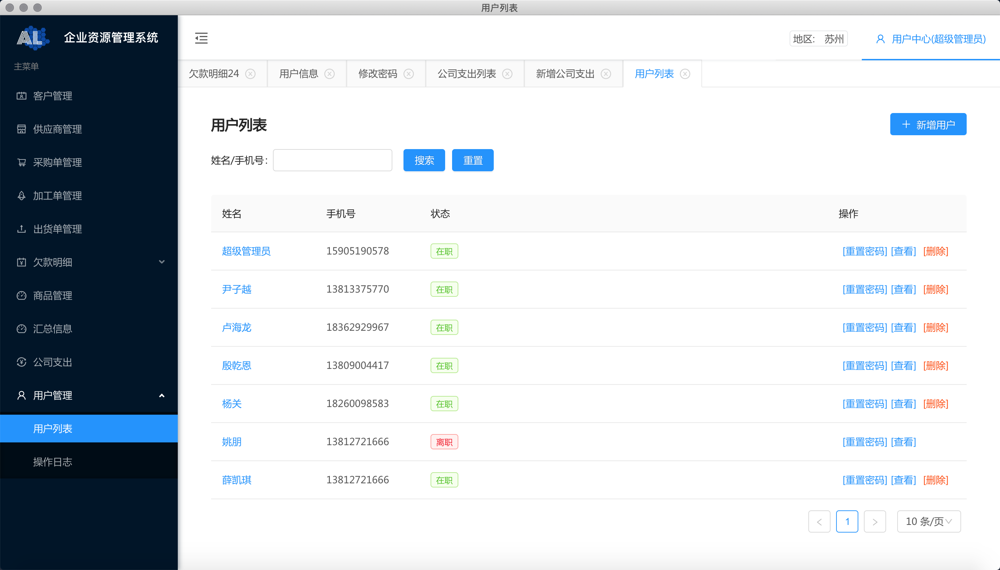 用户列表
AL 企业资源管理系统
地区： 苏州
用户中心(超级管理员)
主菜单
客户管理
供应商管理
采购单管理
加工单管理
出货单管理
欠款明细
商品管理
汇总信息
公司支出
用户管理
用户列表
操作日志
欠款明细24 用户信息 修改密码 公司支出列表 新增公司支出 用户列表
用户列表
新增用户
姓名/手机号： 搜索 重置
姓名 手机号 状态 操作
超级管理员 15905190578 在职 [重置密码] [查看] [删除]
尹子越 13813375770 在职 [重置密码] [查看] [删除]
卢海龙 18362929967 在职 [重置密码] [查看] [删除]
殷乾恩 13809004417 在职 [重置密码] [查看] [删除]
杨关 18260098583 在职 [重置密码] [查看] [删除]
姚朋 13812721666 离职 [重置密码] [查看]
薛凯琪 13812721666 在职 [重置密码] [查看] [删除]
< 1 > 10 条/页